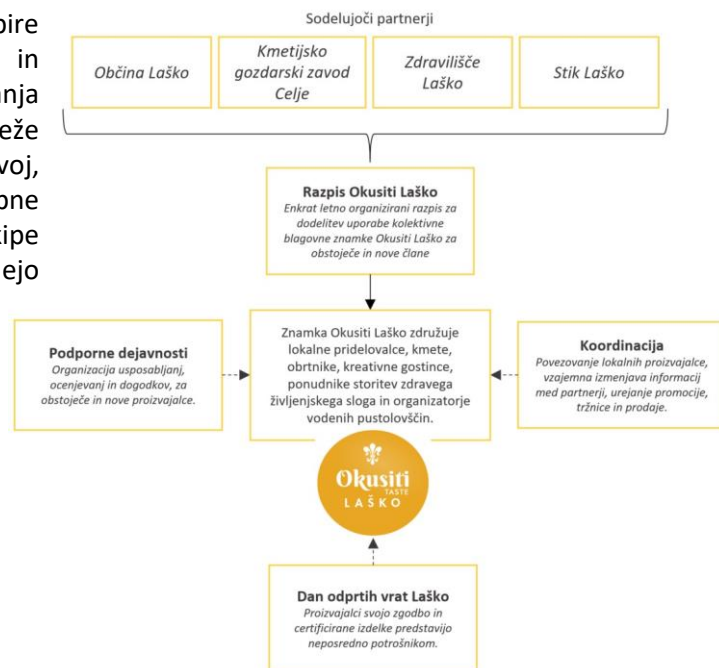 in
Sodelujoči partnerji
Občina Laško
Kmetijsko
gozdarski zavod
Celje
Zdravilišče
Laško
Stik Laško
Razpis Okusiti Laško
Enkrat letno organizirani razpis za
dodelitev uporabe kolektivne
blagovne znamke Okusiti Laško za
obstoječe in nove člane
Podporne dejavnosti
Organizacija usposabljanj,
ocenjevanj in dogodkov, za
obstoječe in nove proizvajalce.
Znamka Okusiti Laško združuje
lokalne pridelovalce, kmete,
obrtnike, kreativne gostince,
ponudnike storitev zdravega
življenjskega sloga in organizatorje
vodenih pustolovščin.
Koordinacija
Povezovanje lokalnih proizvajalce,
vzajemna izmenjava informacij
med partnerji, urejanje promocije,
tržnice in prodaje.
Okusiti
TASTE
LAŠKO
Dan odprtih vrat Laško
Proizvajalci svojo zgodbo in
certificirane izdelke predstavijo
neposredno potrošnikom.